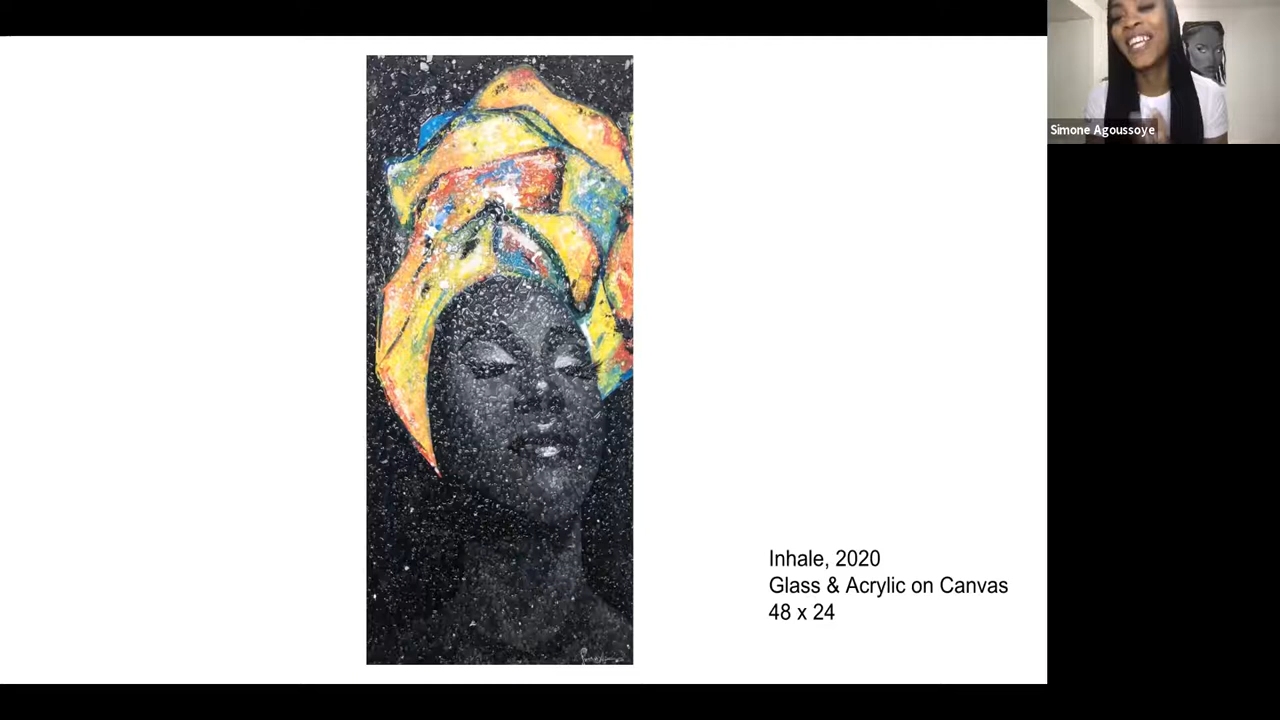 Simone Agoussoye
Inhale, 2020
Glass & Acrylic on Canvas
48 x 24